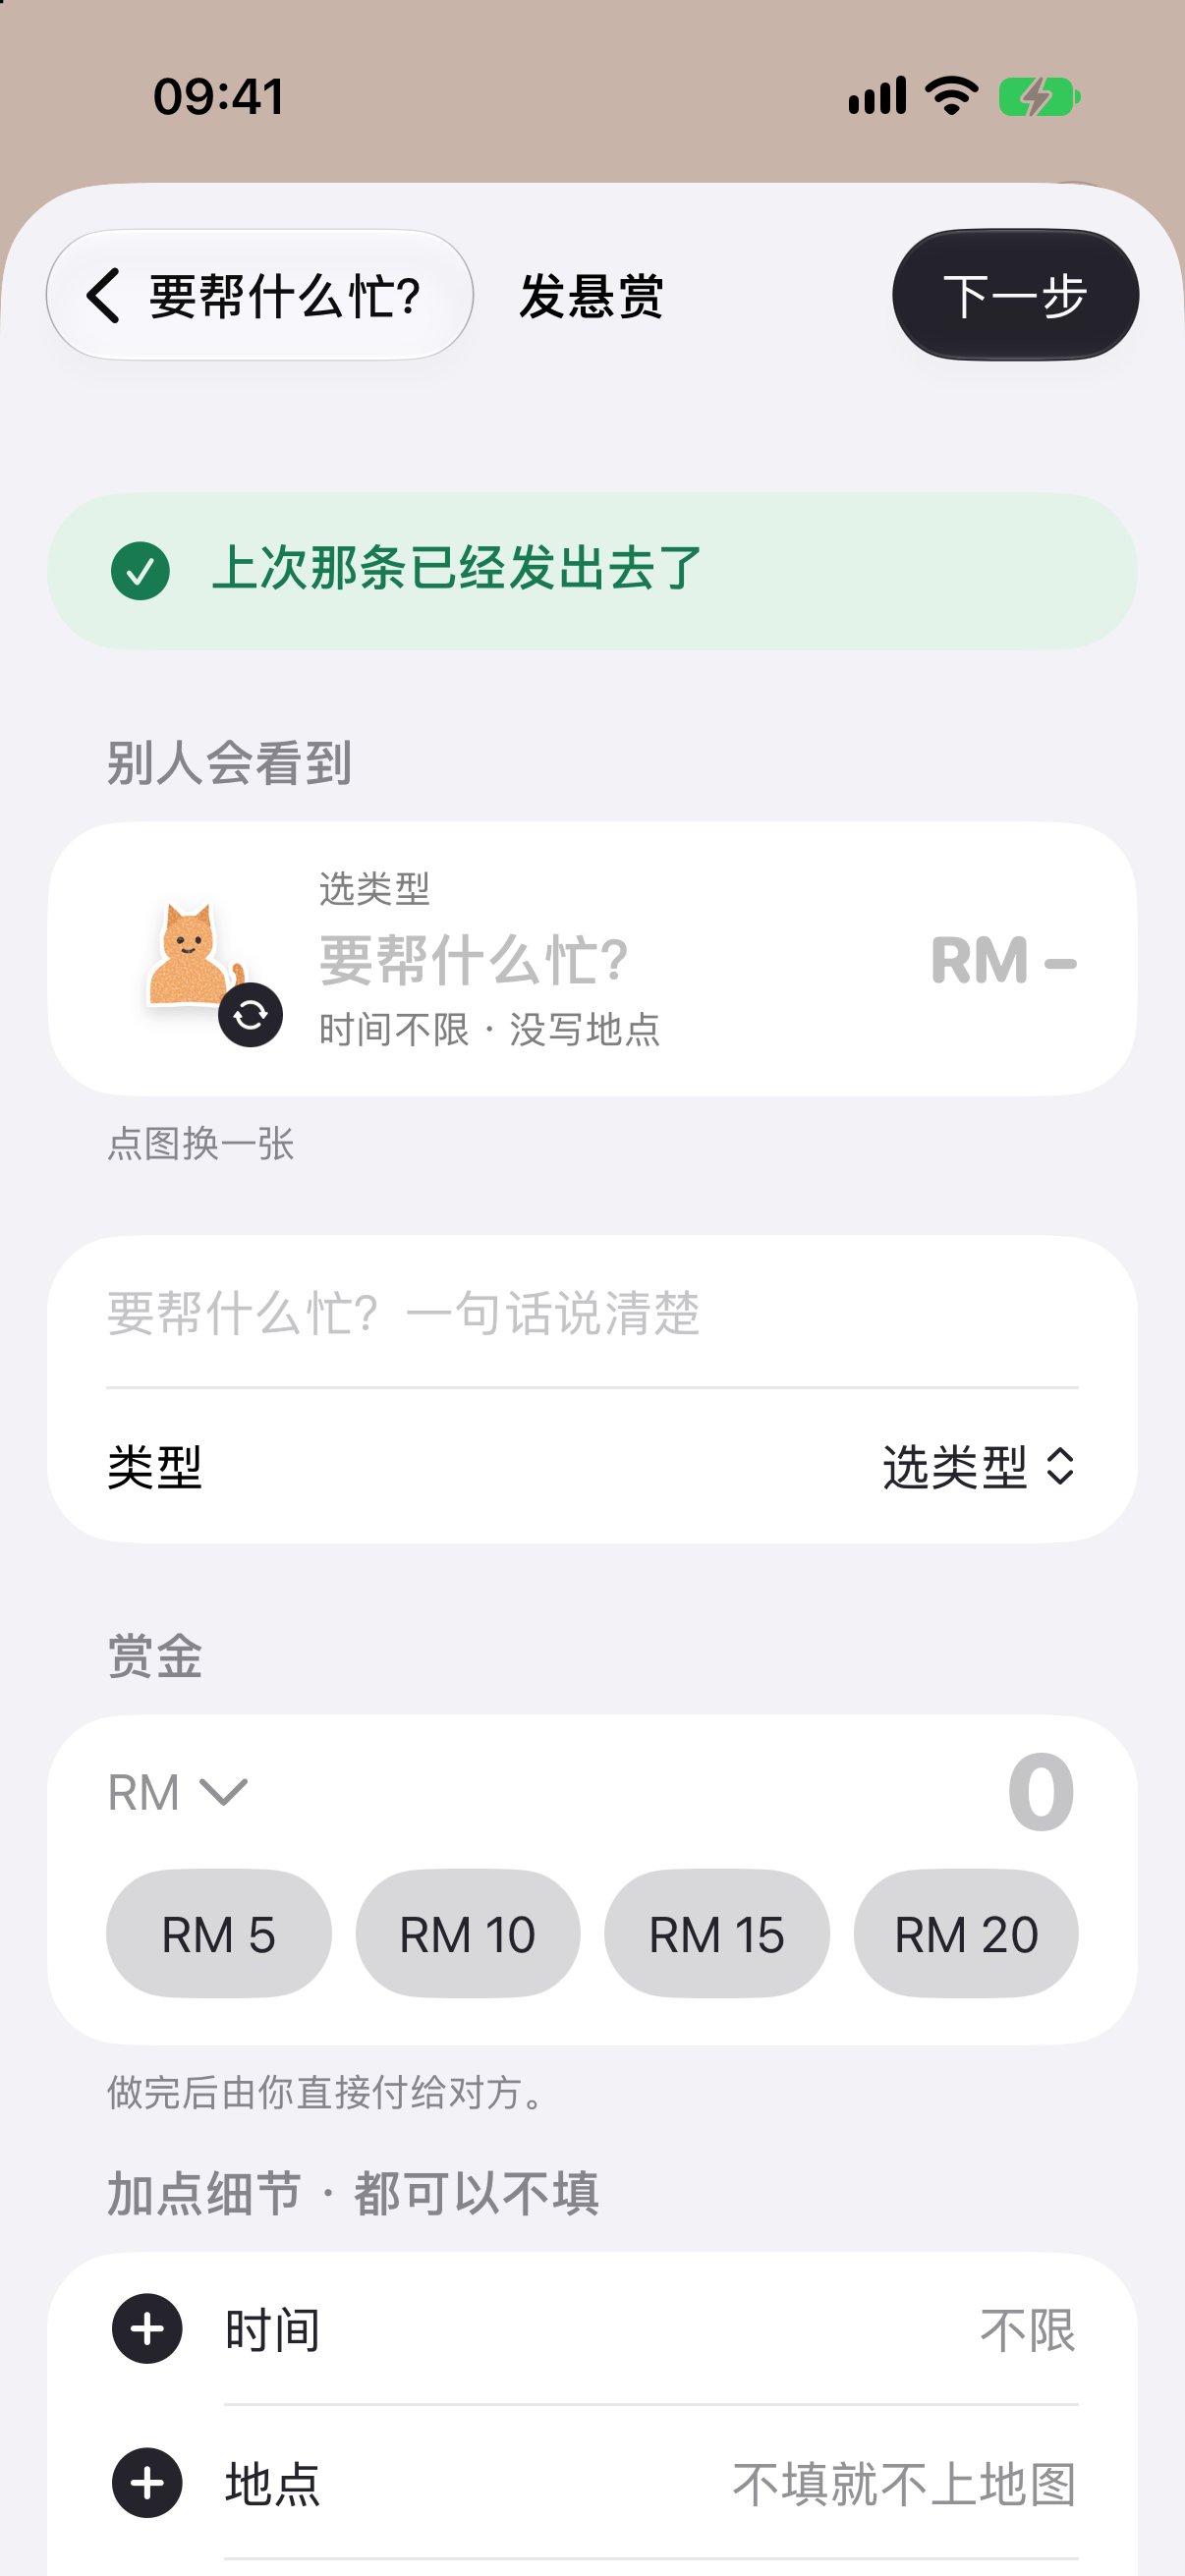 09:41
要帮什么忙?
发悬赏
下一步
上次那条已经发出去了
别人会看到
选类型
要帮什么忙?
RM –
时间不限 · 没写地点
点图换一张
要帮什么忙? 一句话说清楚
类型
选类型
赏金
RM
0
RM 5
RM 10
RM 15
RM 20
做完后由你直接付给对方。
加点细节 · 都可以不填
时间
不限
地点
不填就不上地图